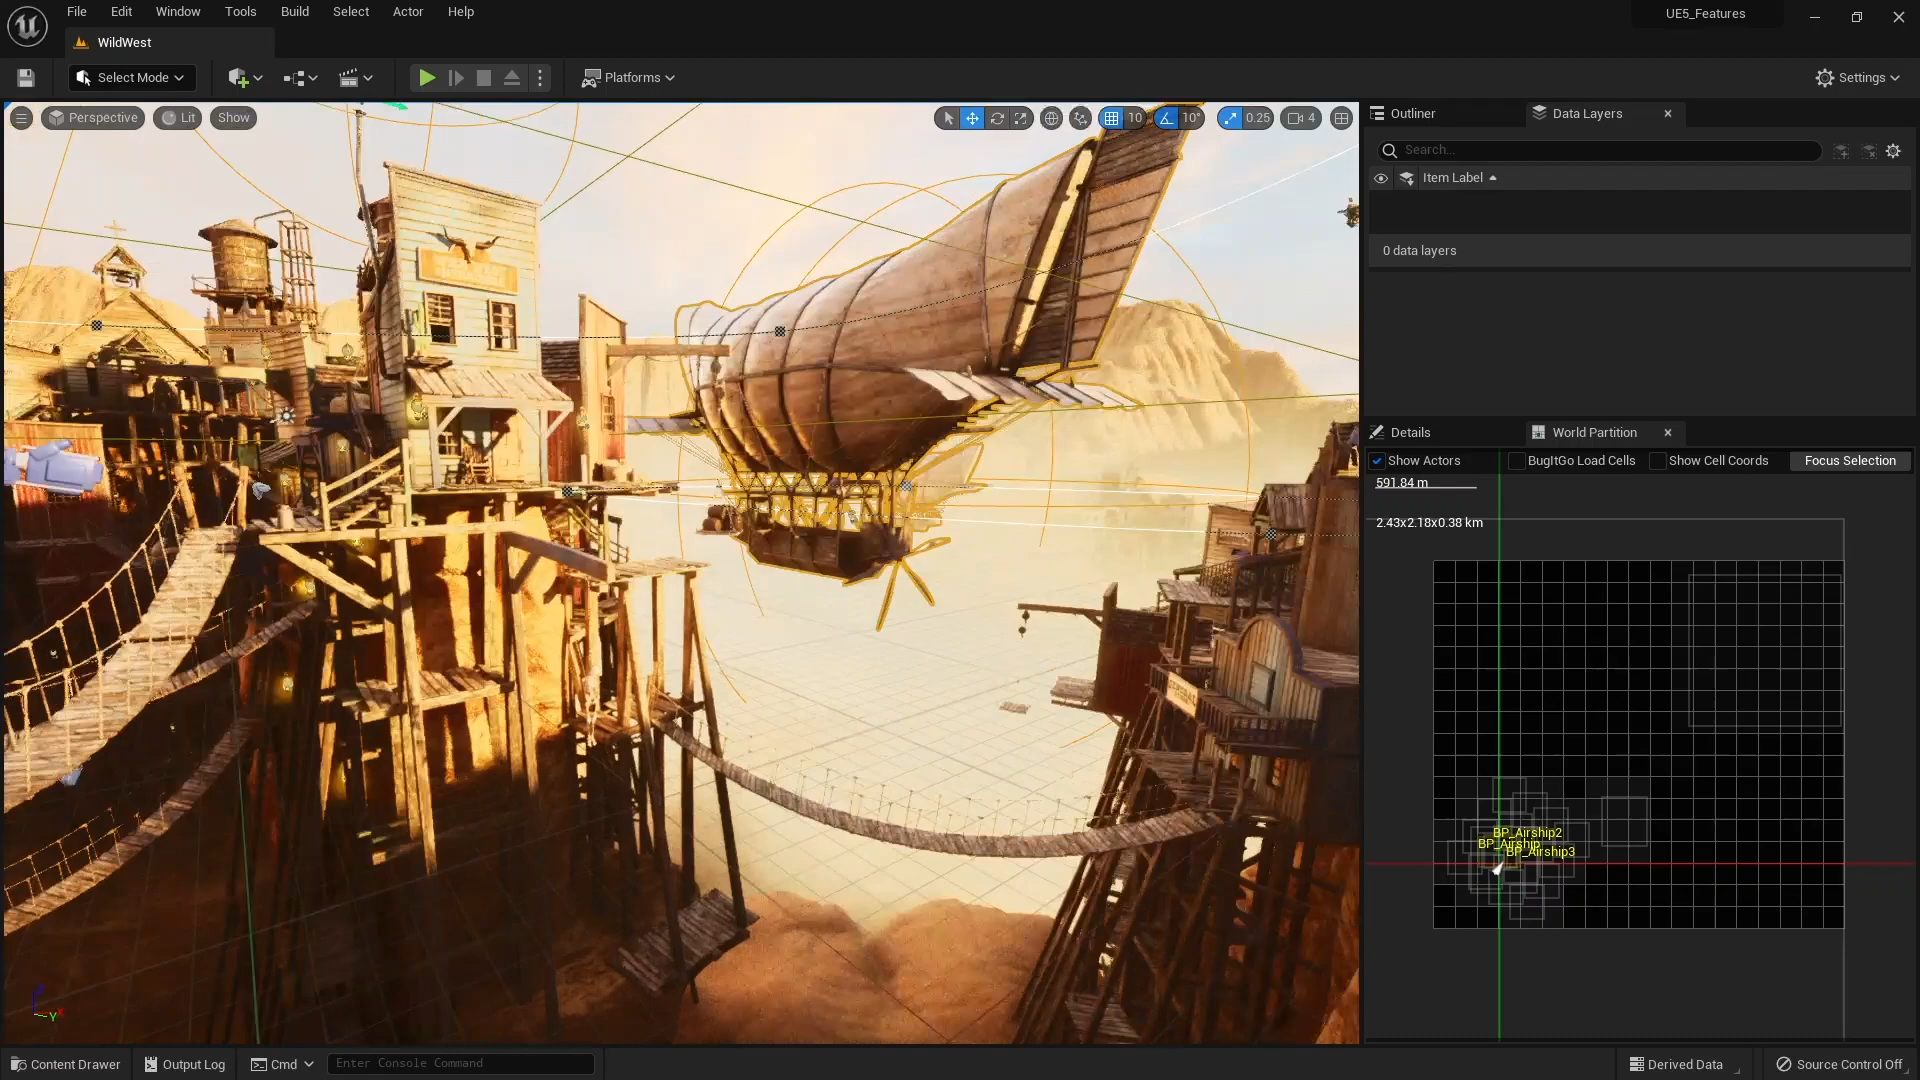 File Edit Window Tools Build Select Actor Help
UE5_Features
WildWest
Select Mode
Platforms
Settings
Perspective
Lit
Show
10
10°
0.25
4
Outliner
Data Layers
Search...
Item Label
0 data layers
Details
World Partition
Show Actors
BugItGo Load Cells
Show Cell Coords
Focus Selection
591.84 m
2.43x2.18x0.38 km
BP_Airship2
BP_Airship
BP_Airship3
Y
Content Drawer
Output Log
Cmd
Enter Console Command
Derived Data
Source Control Off